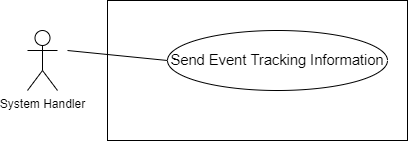 Send Event Tracking Information
System Handler